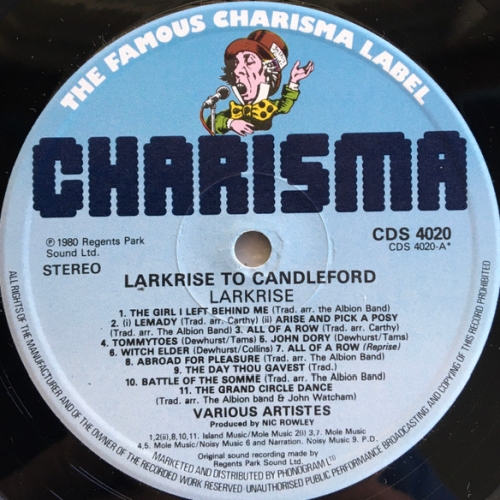 THE FAMOUS CHARISMA LABEL
CHARISMA
℗ 1980 Regents Park
Sound Ltd.
STEREO
CDS 4020
CDS 4020-A*
LARKRISE TO CANDLEFORD
LARKRISE
1. THE GIRL I LEFT BEHIND ME (Trad. arr. the Albion Band)
2. (i) LEMADY (Trad. arr. Carthy) (ii) ARISE AND PICK A POSY
(Trad. arr. The Albion Band) 3. ALL OF A ROW (Trad. arr. Carthy)
4. TOMMYTOES (Dewhurst/Tams) 5. JOHN DORY (Dewhurst/Tams)
6. WITCH ELDER (Dewhurst/Collins) 7. ALL OF A ROW (Reprise)
8. ABROAD FOR PLEASURE (Trad. arr. the Albion Band)
9. THE DAY THOU GAVEST (Trad.)
10. BATTLE OF THE SOMME (Trad. arr. the Albion Band)
11. THE GRAND CIRCLE DANCE
(Trad. arr. the Albion Band & John Watcham)
VARIOUS ARTISTES
Produced by NIC ROWLEY
1,2(ii),8,10,11. Island Music/Mole Music 2(i) 3,7. Mole Music
4,5. Mole Music/Noisy Music 6 and Narration. Noisy Music 9. P.D.
Original sound recording made by
Regents Park Sound Ltd.
MARKETED AND DISTRIBUTED BY PHONOGRAM
ALL RIGHTS OF THE MANUFACTURER AND OF THE OWNER OF THE RECORDED WORK RESERVED UNAUTHORISED PUBLIC PERFORMANCE BROADCASTING AND COPYING OF THIS RECORD PROHIBITED